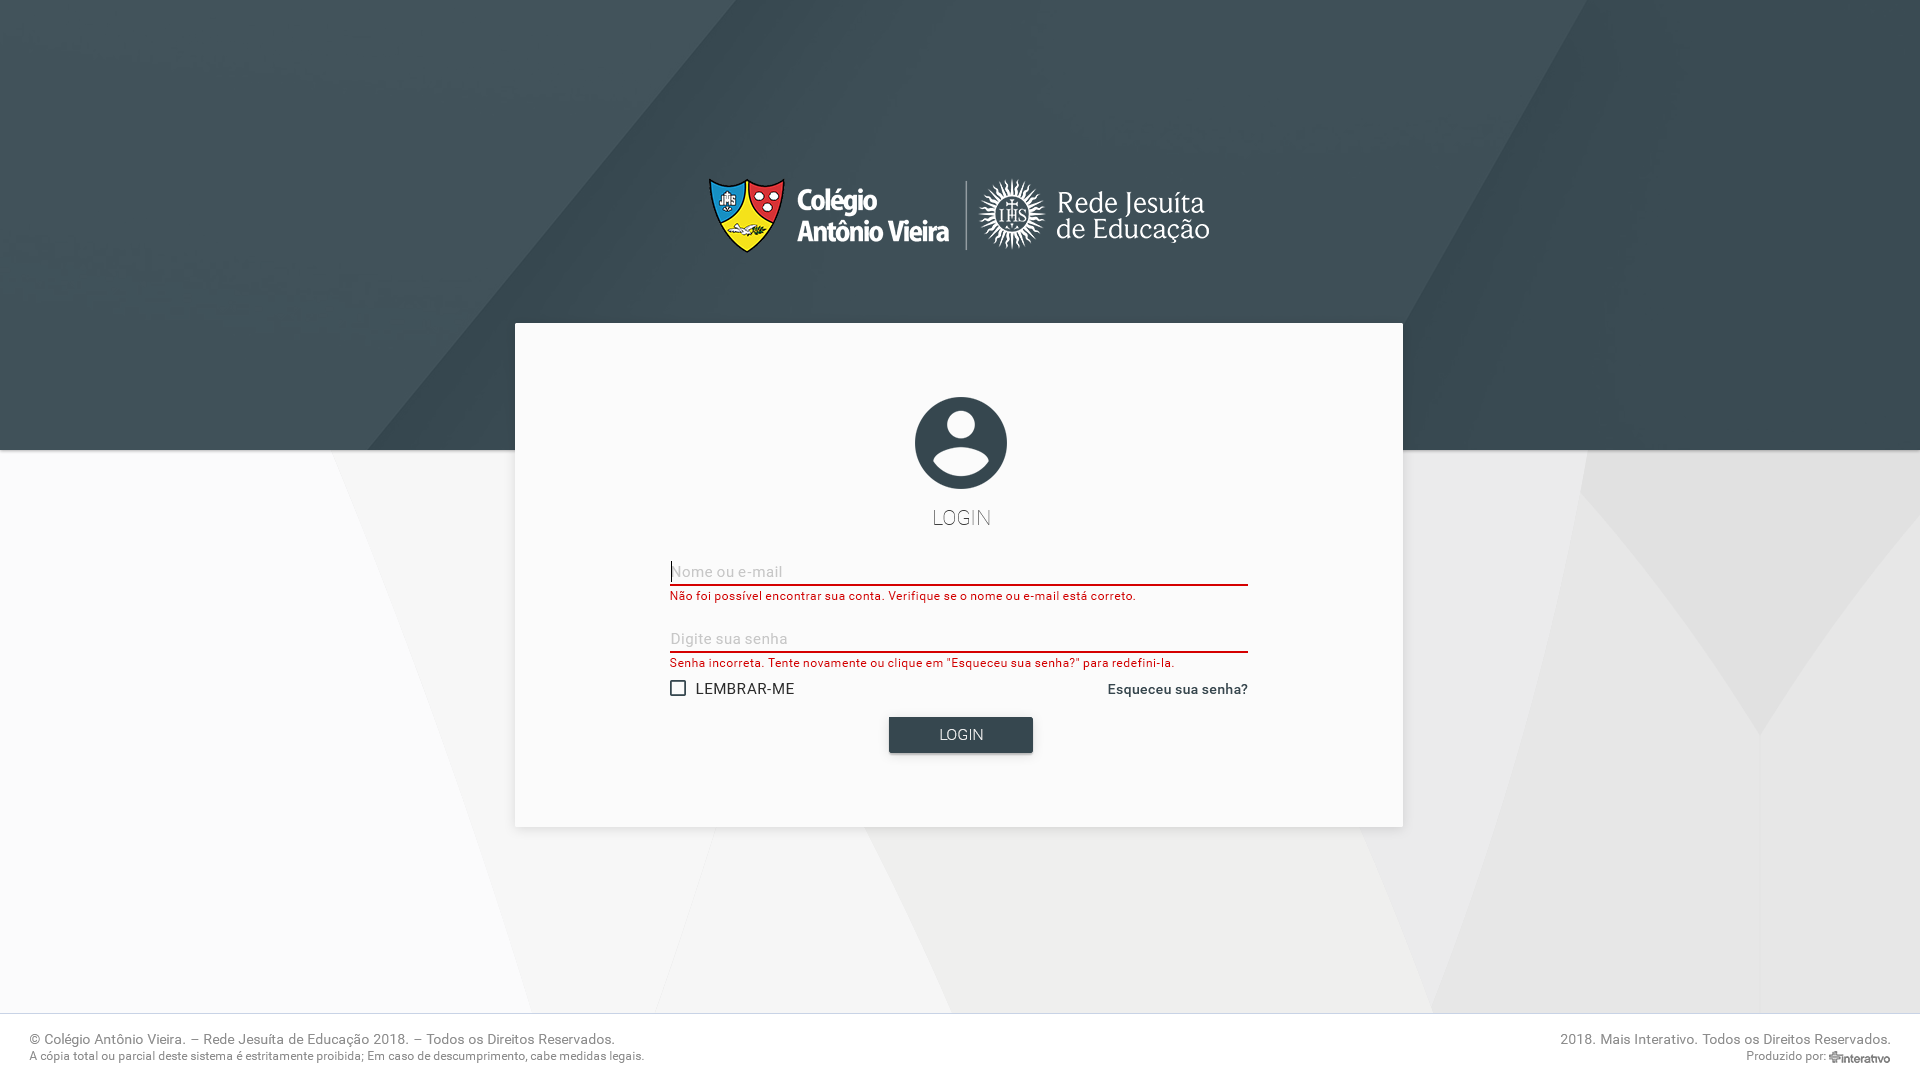 JHS
Colégio
Antônio Vieira
IHS
Rede Jesuíta
de Educação
LOGIN
Nome ou e-mail
Não foi possível encontrar sua conta. Verifique se o nome ou e-mail está correto.
Digite sua senha
Senha incorreta. Tente novamente ou clique em "Esqueceu sua senha?" para redefini-la.
LEMBRAR-ME
Esqueceu sua senha?
LOGIN
© Colégio Antônio Vieira. – Rede Jesuíta de Educação 2018. – Todos os Direitos Reservados.
A cópia total ou parcial deste sistema é estritamente proibida; Em caso de descumprimento, cabe medidas legais.
2018. Mais Interativo. Todos os Direitos Reservados.
Produzido por: interativo